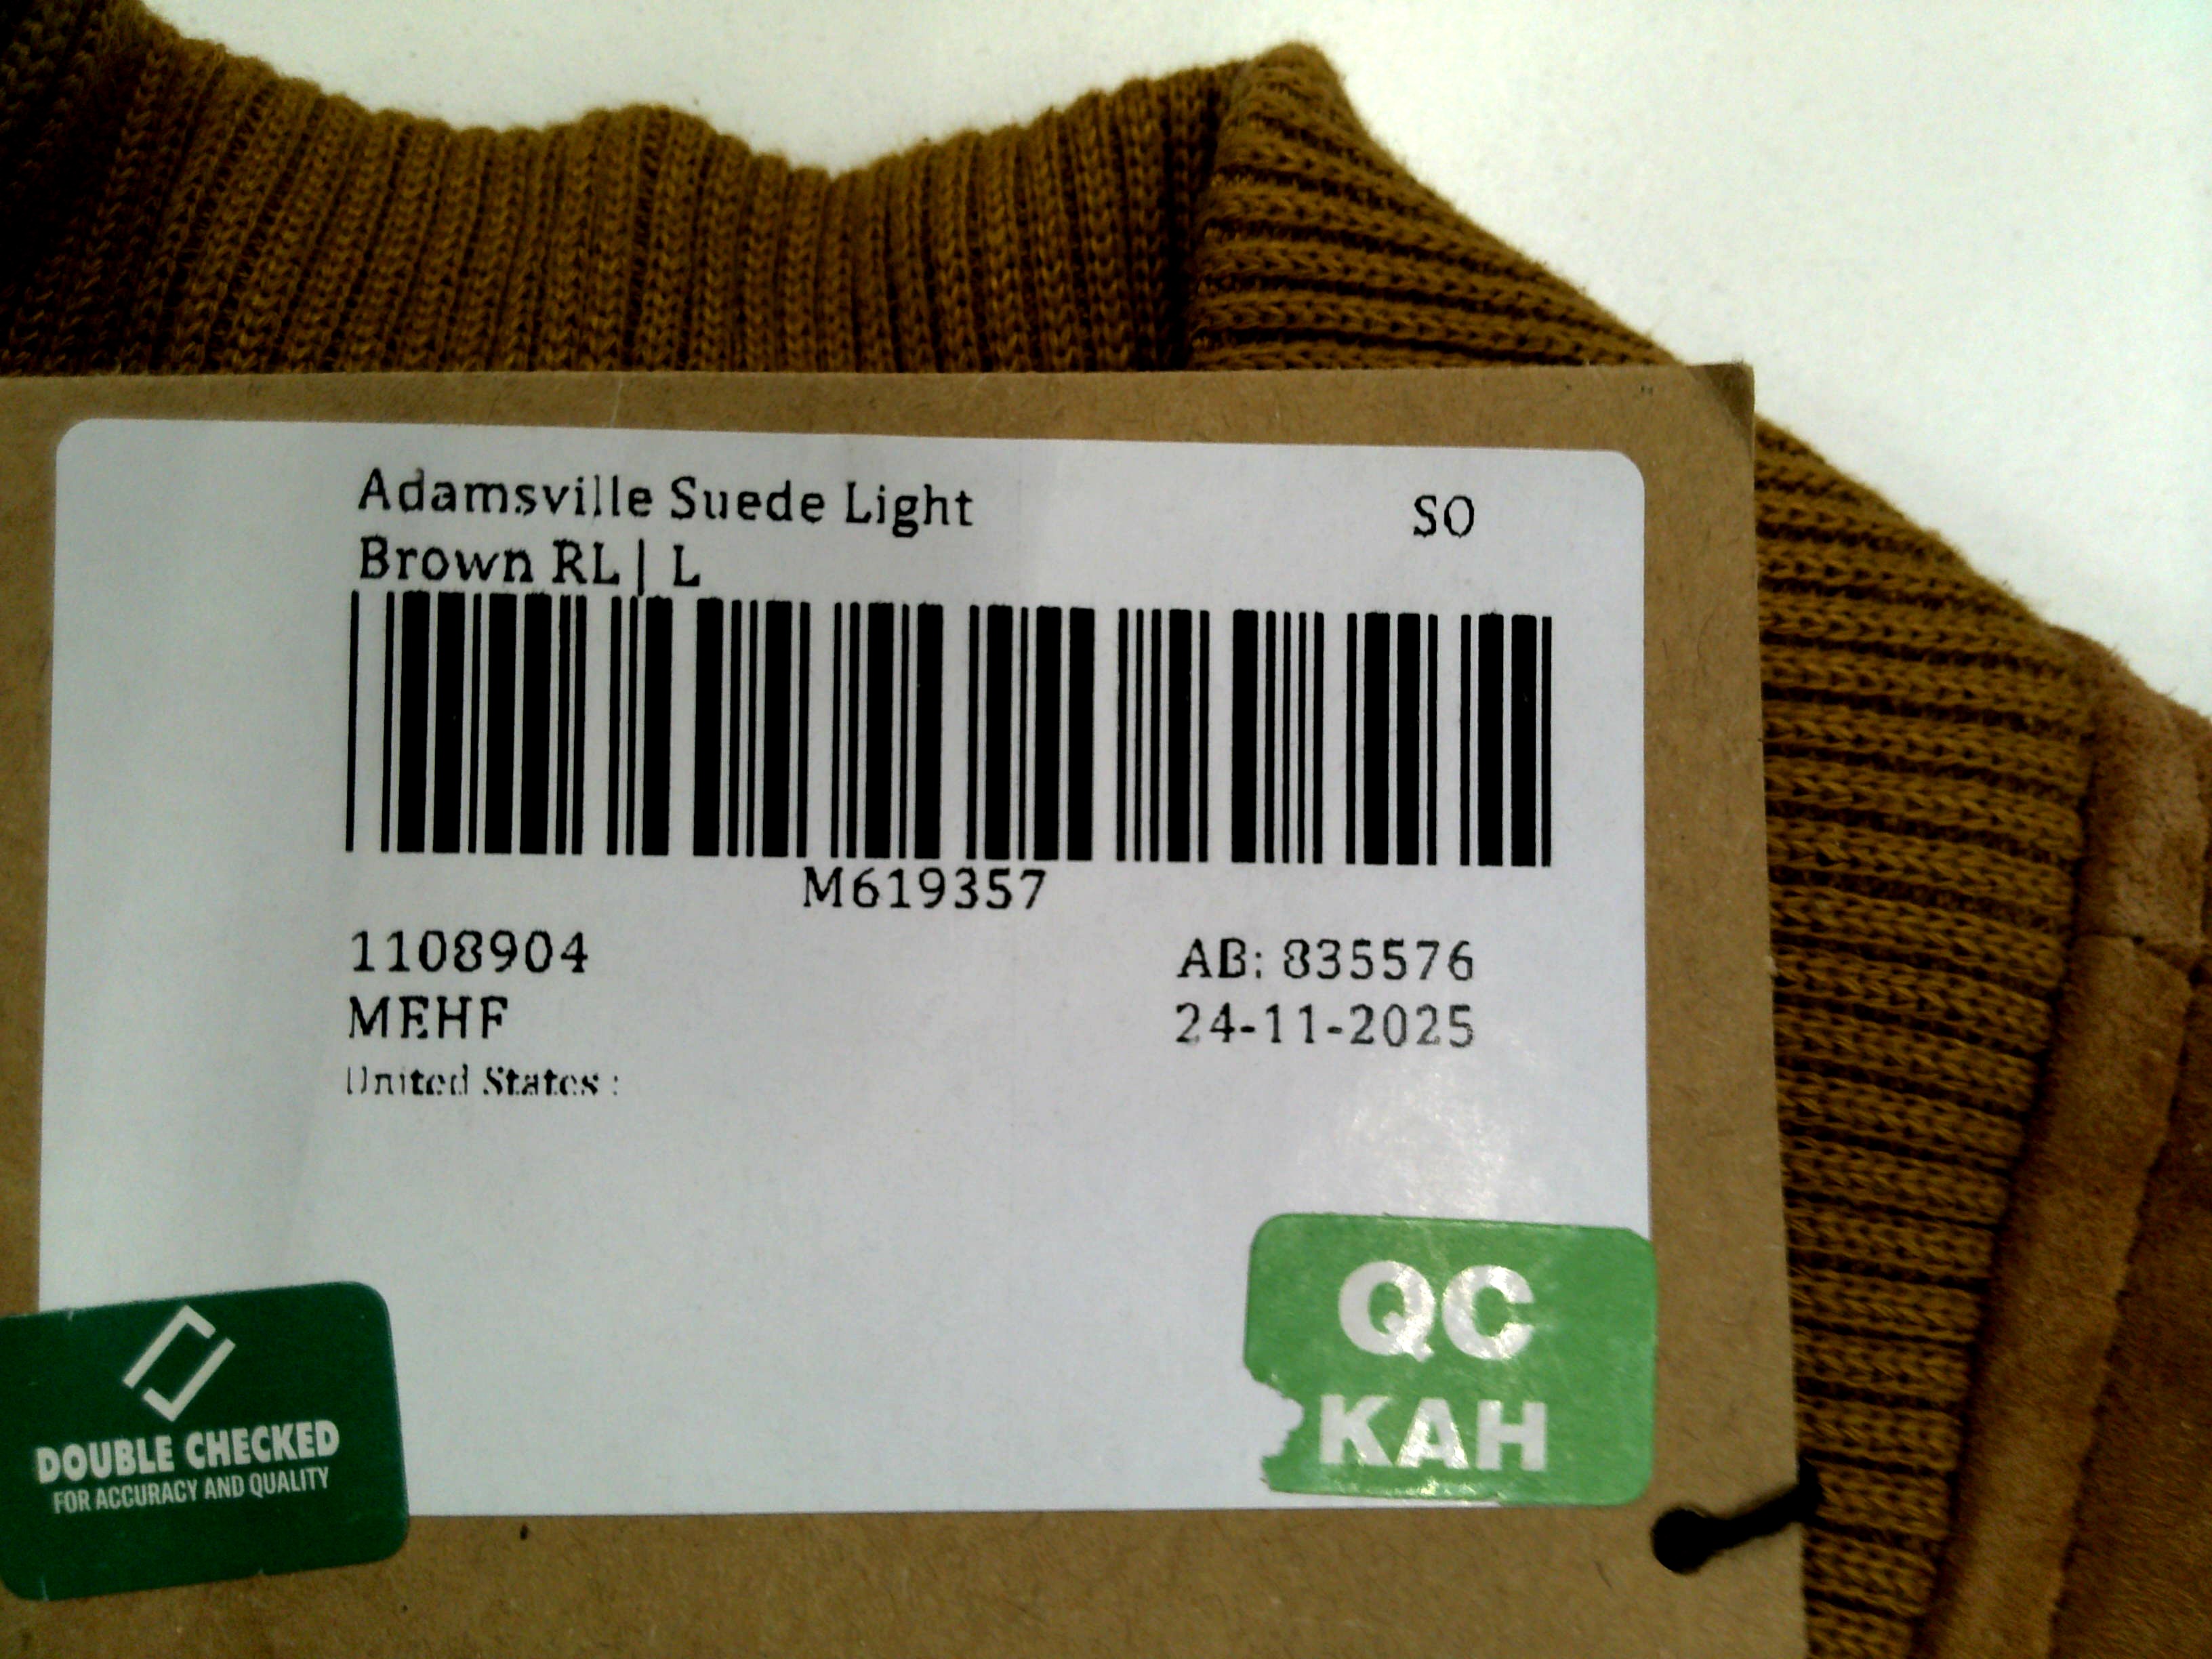 Adamsville Suede Light
Brown RL| L
SO
M619357
1108904
AB: 835576
MEHF
24-11-2025
United States :
QC
KAH
DOUBLE CHECKED
FOR ACCURACY AND QUALITY